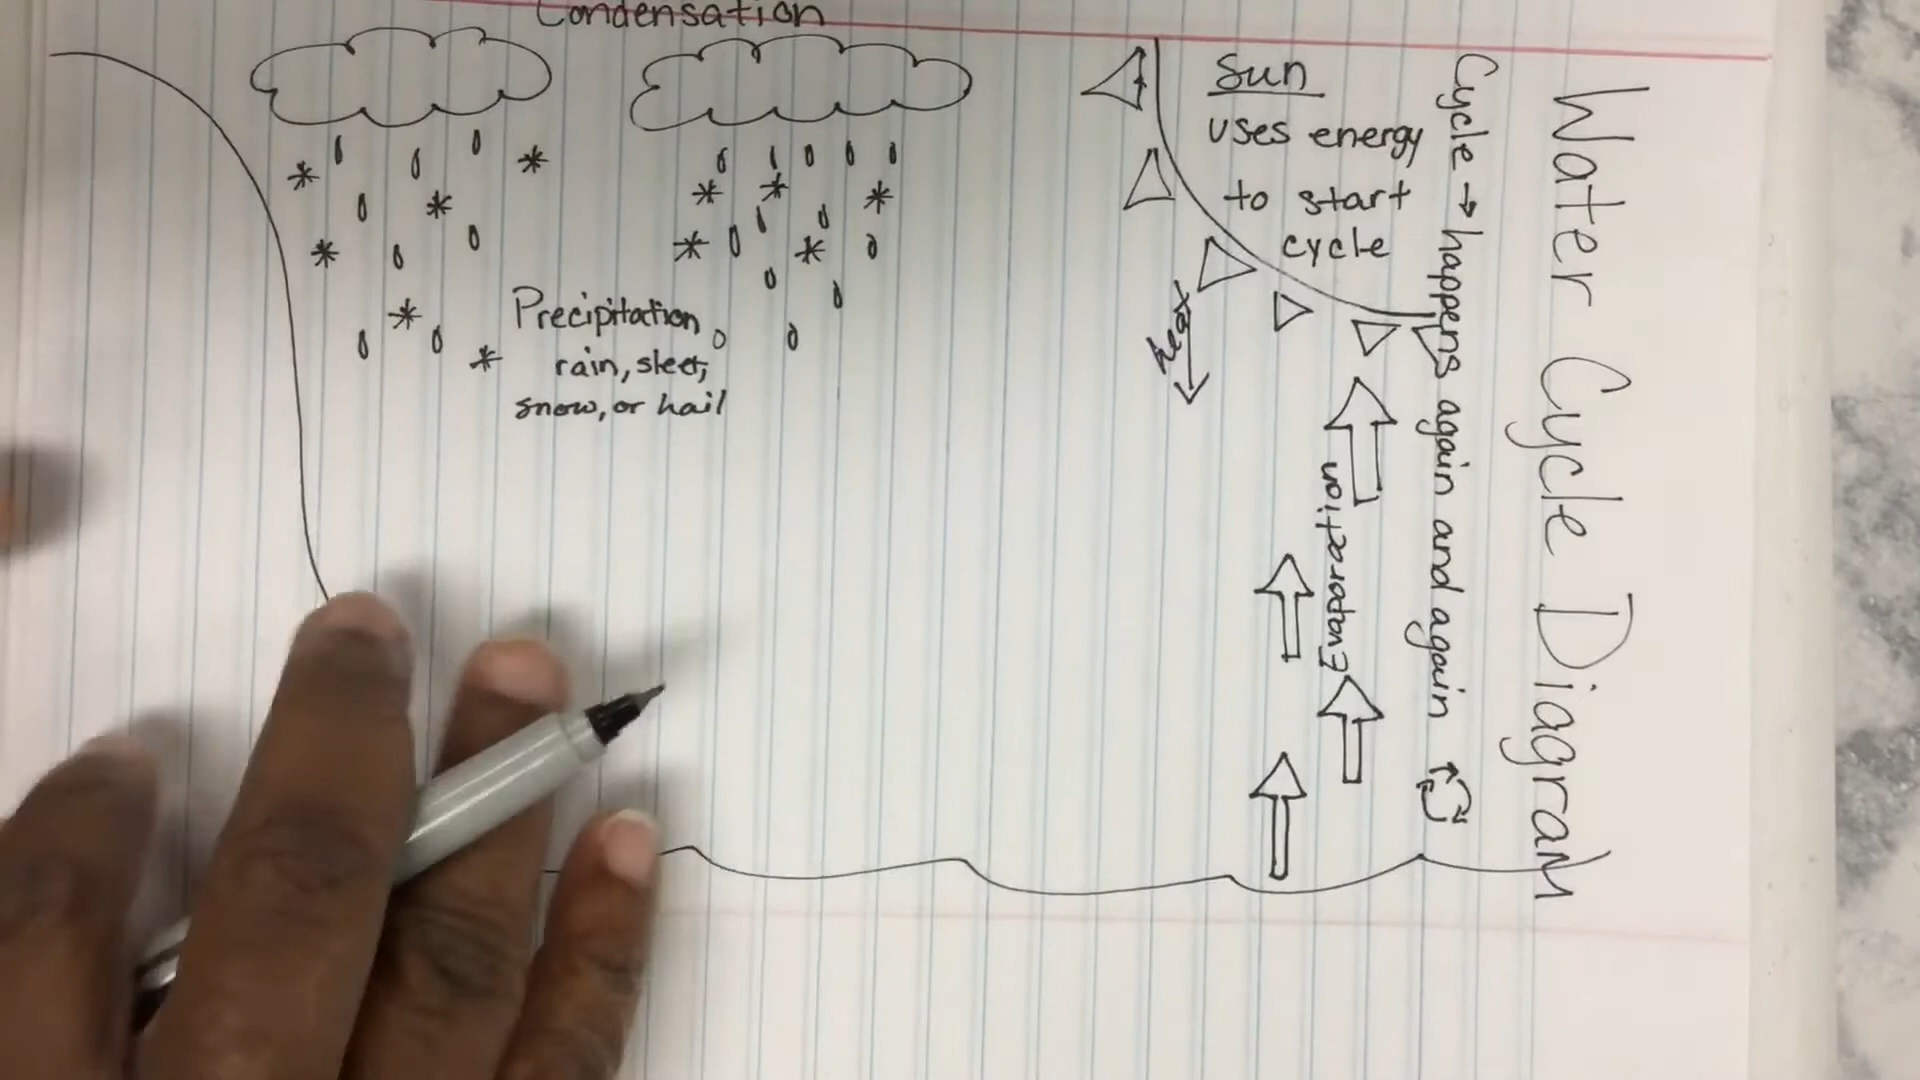 Condensation
Sun
uses energy
to start
cycle
heat
Precipitation
rain, sleet,
snow, or hail
Evaporation
Cycle → happens again and again
Water Cycle Diagram